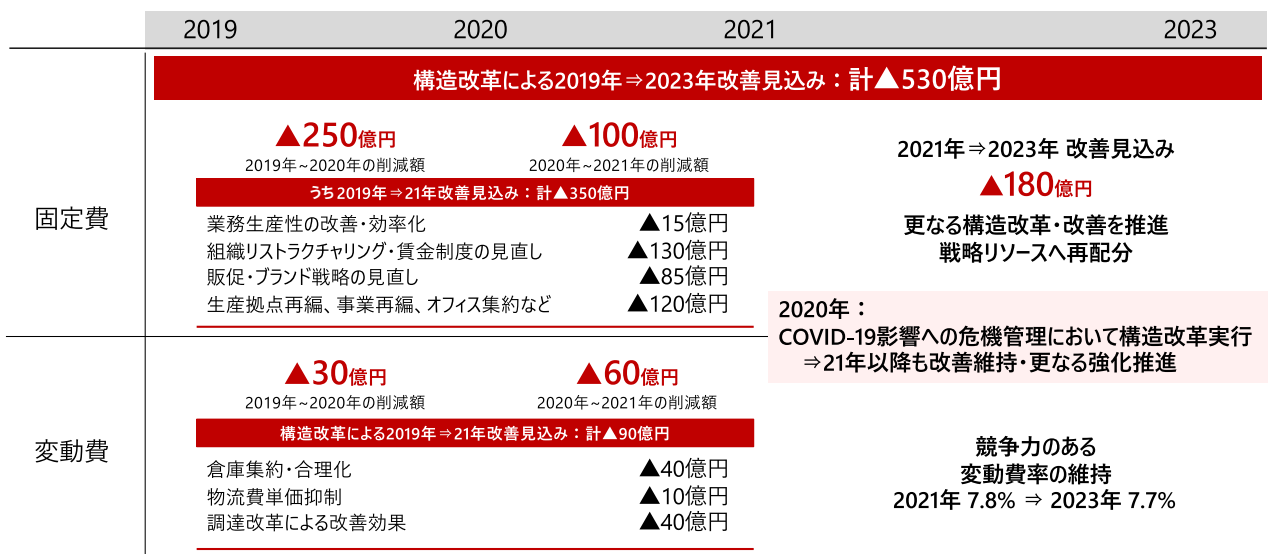 2019 2020 2021 2023
構造改革による2019年⇒2023年改善見込み：計▲530億円
固定費
▲250億円 ▲100億円
2019年~2020年の削減額 2020年~2021年の削減額
うち2019年⇒21年改善見込み：計▲350億円
業務生産性の改善・効率化 ▲15億円
組織リストラクチャリング・賃金制度の見直し ▲130億円
販促・ブランド戦略の見直し ▲85億円
生産拠点再編、事業再編、オフィス集約など ▲120億円
2021年⇒2023年 改善見込み
▲180億円
更なる構造改革・改善を推進
戦略リソースへ再配分
2020年：
COVID-19影響への危機管理において構造改革実行
⇒21年以降も改善維持・更なる強化推進
変動費
▲30億円 ▲60億円
2019年~2020年の削減額 2020年~2021年の削減額
構造改革による2019年⇒21年改善見込み：計▲90億円
倉庫集約・合理化 ▲40億円
物流費単価抑制 ▲10億円
調達改革による改善効果 ▲40億円
競争力のある
変動費率の維持
2021年 7.8% ⇒ 2023年 7.7%